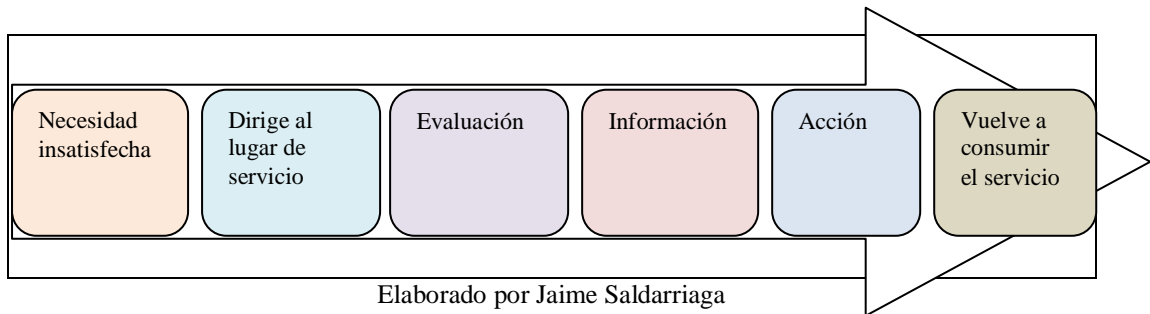 Necesidad
insatisfecha
Dirige al
lugar de
servicio
Evaluación
Información
Acción
Vuelve a
consumir
el servicio
Elaborado por Jaime Saldarriaga